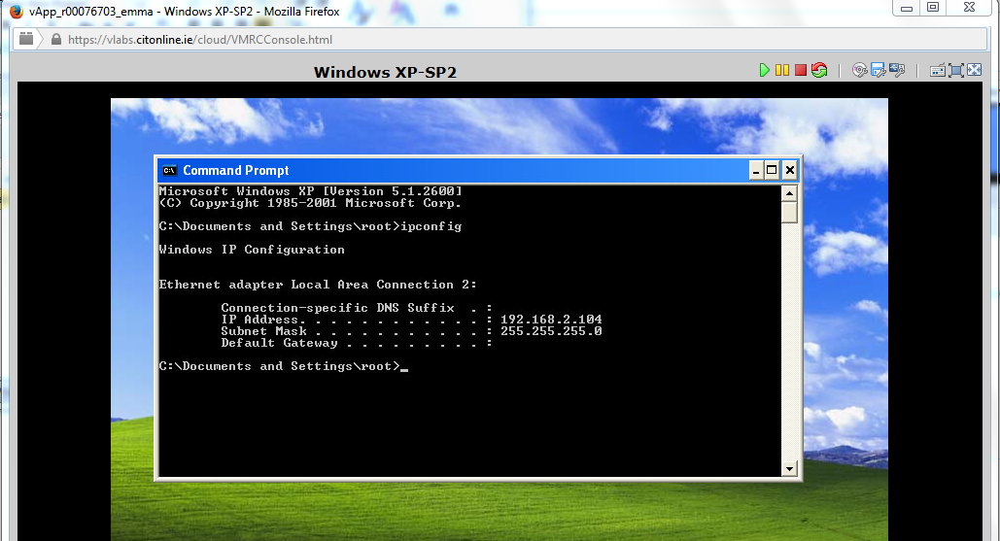 vApp_r00076703_emma - Windows XP-SP2 - Mozilla Firefox
https://vlabs.citonline.ie/cloud/VMRCConsole.html
Windows XP-SP2
C:\ Command Prompt
Microsoft Windows XP [Version 5.1.2600]
(C) Copyright 1985-2001 Microsoft Corp.
C:\Documents and Settings\root>ipconfig
Windows IP Configuration
Ethernet adapter Local Area Connection 2:
Connection-specific DNS Suffix  . :
IP Address. . . . . . . . . . . . : 192.168.2.104
Subnet Mask . . . . . . . . . . . : 255.255.255.0
Default Gateway . . . . . . . . . :
C:\Documents and Settings\root>_